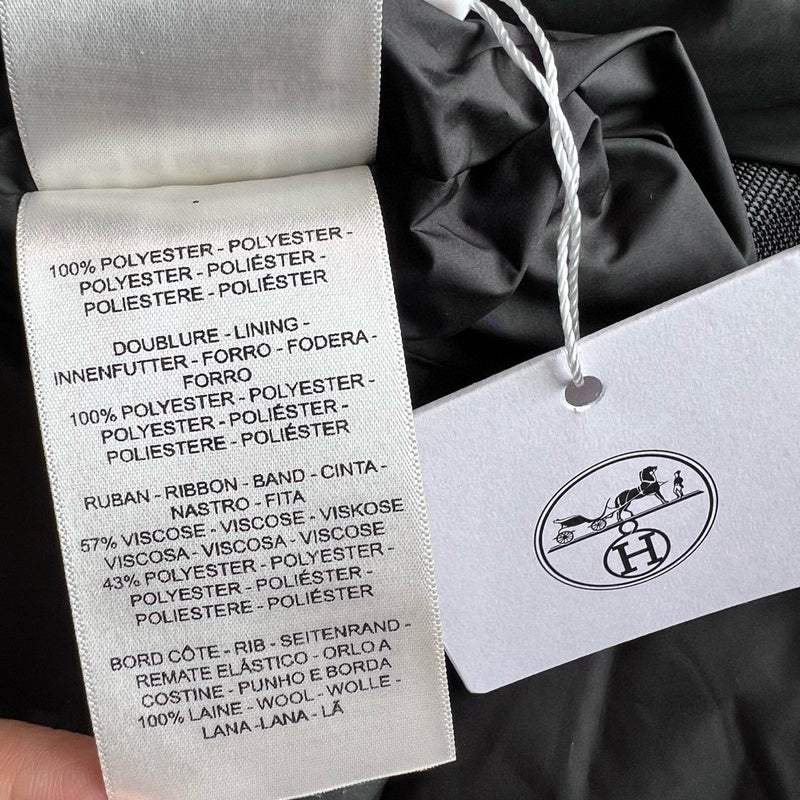 100% POLYESTER - POLYESTER -
POLYESTER - POLIÉSTER -
POLIESTERE - POLIÉSTER
DOUBLURE - LINING -
INNENFUTTER - FORRO - FODERA -
FORRO
100% POLYESTER - POLYESTER -
POLYESTER - POLIÉSTER -
POLIESTERE - POLIÉSTER
RUBAN - RIBBON - BAND - CINTA -
NASTRO - FITA
57% VISCOSE - VISCOSE - VISKOSE
VISCOSA - VISCOSA - VISCOSE
43% POLYESTER - POLYESTER -
POLYESTER - POLIÉSTER -
POLIESTERE - POLIÉSTER
BORD CÔTE - RIB - SEITENRAND -
REMATE ELÁSTICO - ORLO A
COSTINE - PUNHO E BORDA
100% LAINE - WOOL - WOLLE -
LANA -LANA - LÃ
H